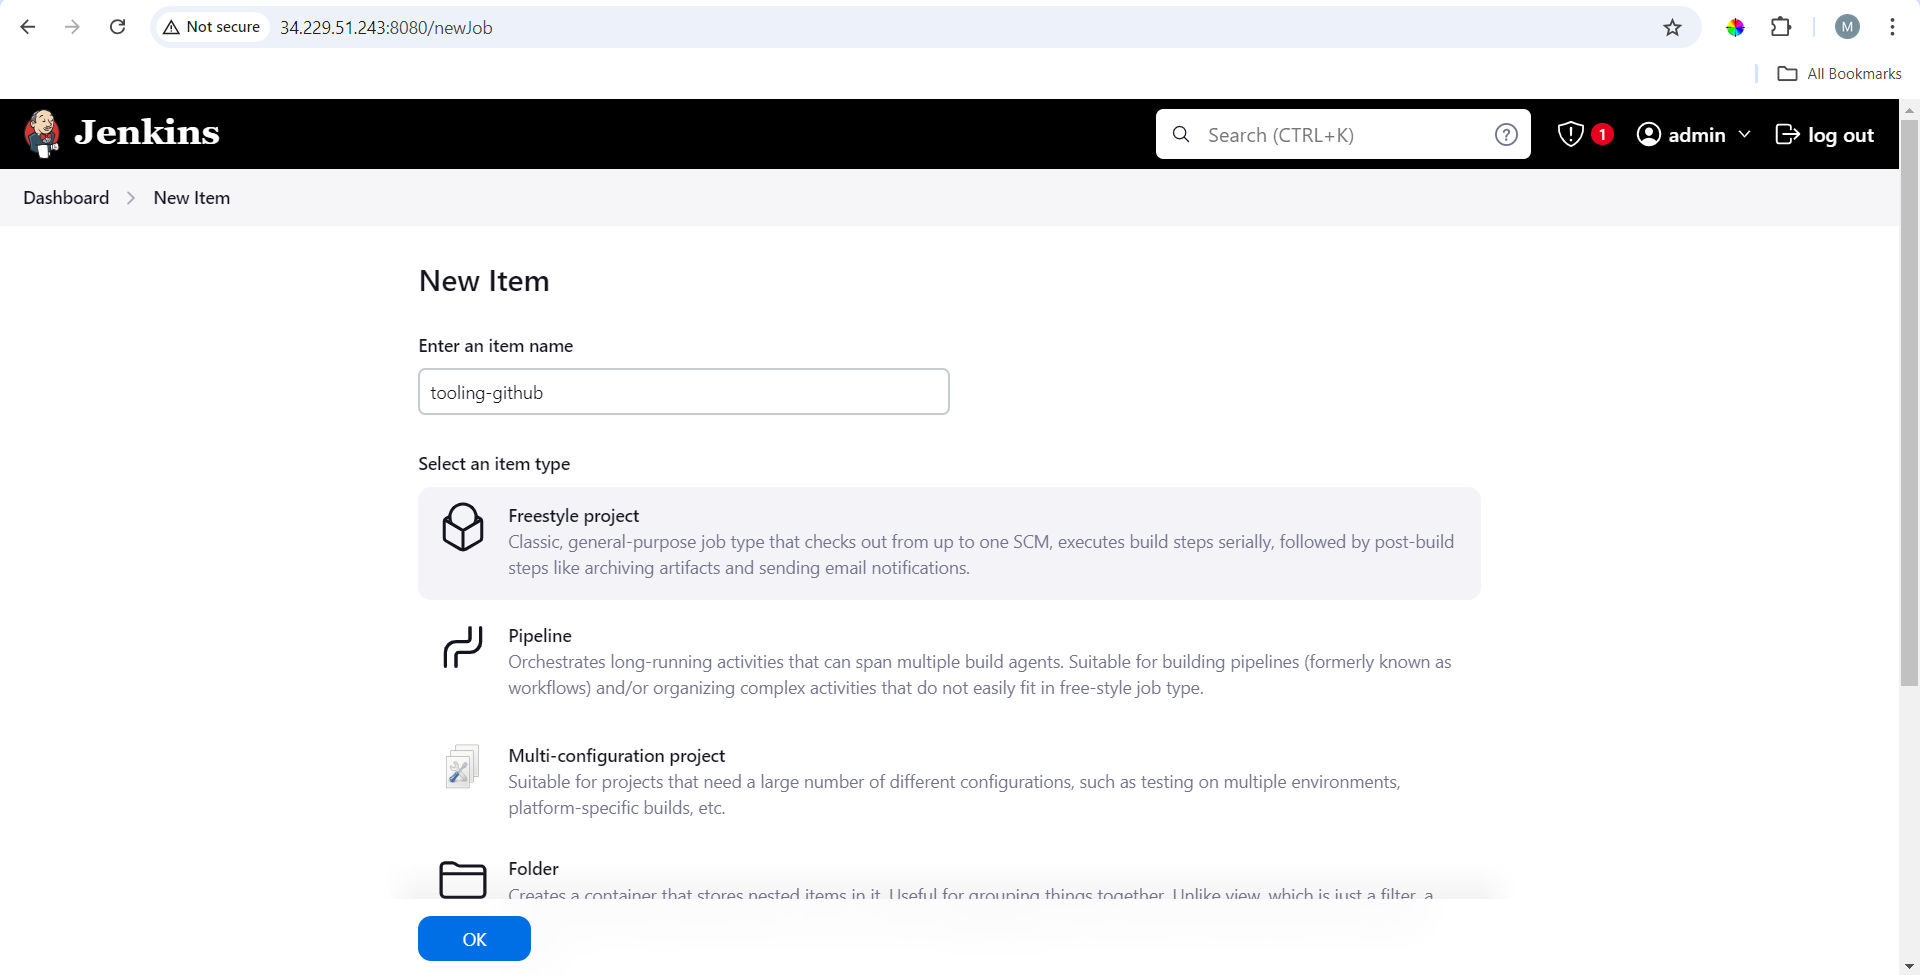 Not secure 34.229.51.243:8080/newJob M
All Bookmarks
Jenkins Search (CTRL+K) ? 1 admin log out
Dashboard New Item
New Item
Enter an item name
tooling-github
Select an item type
Freestyle project
Classic, general-purpose job type that checks out from up to one SCM, executes build steps serially, followed by post-build
steps like archiving artifacts and sending email notifications.
Pipeline
Orchestrates long-running activities that can span multiple build agents. Suitable for building pipelines (formerly known as
workflows) and/or organizing complex activities that do not easily fit in free-style job type.
Multi-configuration project
Suitable for projects that need a large number of different configurations, such as testing on multiple environments,
platform-specific builds, etc.
Folder
Creates a container that stores nested items in it. Useful for grouping things together. Unlike view, which is just a filter, a
OK